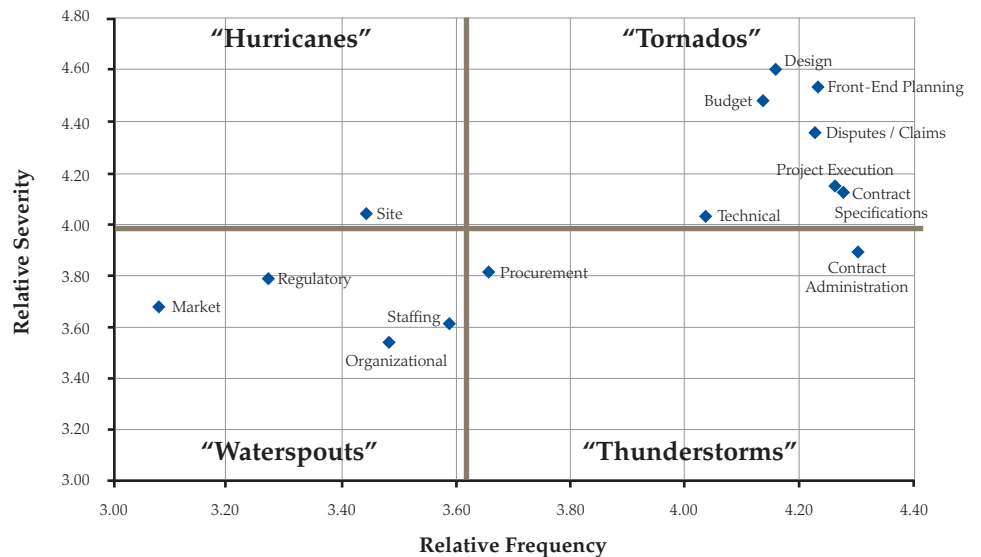 4.80
“Hurricanes”
“Tornados”
4.60
Design
Front-End Planning
Budget
4.40
Disputes / Claims
4.20
Project Execution
Contract
Specifications
Site
Technical
4.00
Relative Severity
3.80
Procurement
Contract
Administration
Regulatory
Market
3.60
Staffing
Organizational
3.40
3.20
“Waterspouts”
“Thunderstorms”
3.00
3.00 3.20 3.40 3.60 3.80 4.00 4.20 4.40
Relative Frequency